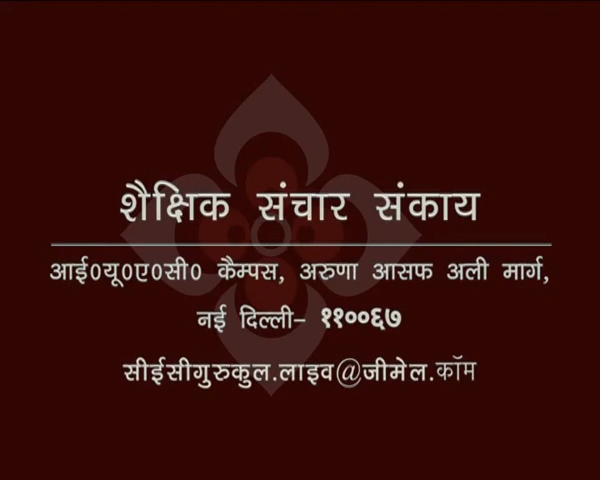 शैक्षिक संचार संकाय
आई0यू0ए0सी0 कैम्पस, अरुणा आसफ अली मार्ग,
नई दिल्ली- ११००६७
सीईसीगुरुकुल.लाइव@जीमेल.कॉम